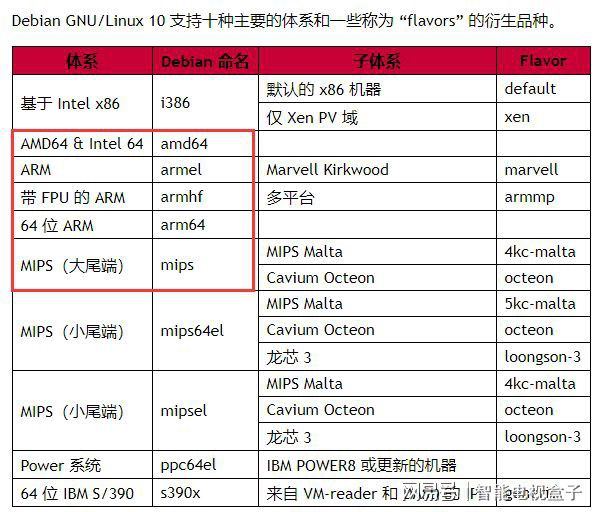 Debian GNU/Linux 10 支持十种主要的体系和一些称为 “flavors” 的衍生品种。
体系 Debian 命名 子体系 Flavor
基于 Intel x86 i386 默认的 x86 机器 default
仅 Xen PV 域 xen
AMD64 & Intel 64 amd64
ARM armel Marvell Kirkwood marvell
带 FPU 的 ARM armhf 多平台 armmp
64 位 ARM arm64
MIPS（大尾端） mips MIPS Malta 4kc-malta
Cavium Octeon octeon
MIPS（小尾端） mips64el MIPS Malta 5kc-malta
Cavium Octeon octeon
龙芯 3 loongson-3
MIPS（小尾端） mipsel MIPS Malta 4kc-malta
Cavium Octeon octeon
龙芯 3 loongson-3
Power 系统 ppc64el IBM POWER8 或更新的机器
64 位 IBM S/390 s390x 来自 VM-reader 和
智能电视盒子